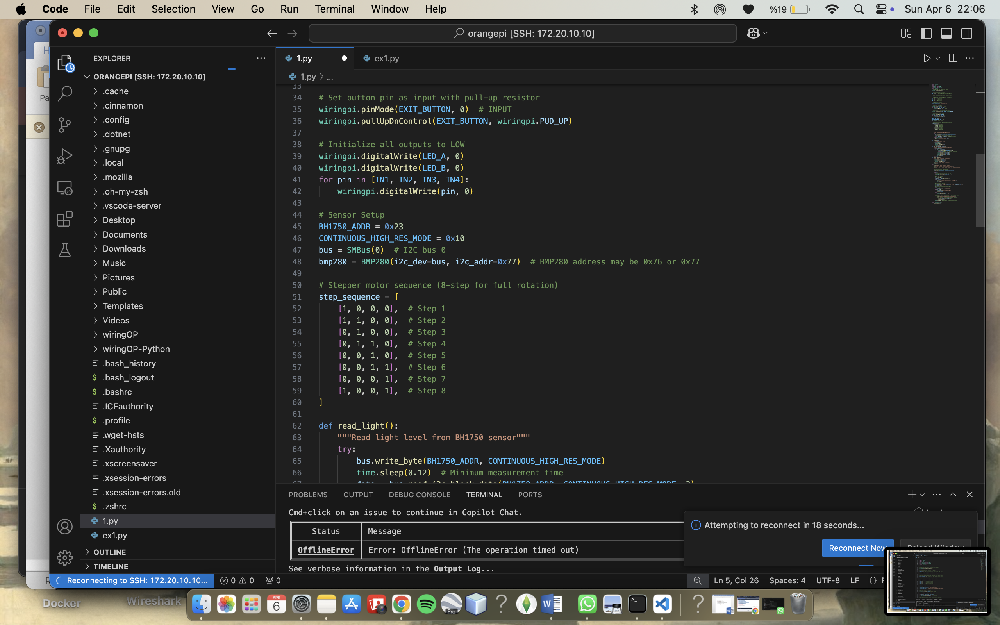 Code File Edit Selection View Go Run Terminal Window Help %19 Sun Apr 6 22:06
orangepi [SSH: 172.20.10.10]
EXPLORER
ORANGEPI [SSH: 172.20.10.10]
.cache
.cinnamon
.config
.dotnet
.gnupg
.local
.mozilla
.oh-my-zsh
.vscode-server
Desktop
Documents
Downloads
Music
Pictures
Public
Templates
Videos
wiringOP
wiringOP-Python
.bash_history
$ .bash_logout
$ .bashrc
.ICEauthority
$ .profile
.wget-hsts
.Xauthority
.xscreensaver
.xsession-errors
.xsession-errors.old
$ .zshrc
1.py
ex1.py
OUTLINE
TIMELINE
1.py ex1.py
1.py > ...
33
34 # Set button pin as input with pull-up resistor
35 wiringpi.pinMode(EXIT_BUTTON, 0)  # INPUT
36 wiringpi.pullUpDnControl(EXIT_BUTTON, wiringpi.PUD_UP)
37
38 # Initialize all outputs to LOW
39 wiringpi.digitalWrite(LED_A, 0)
40 wiringpi.digitalWrite(LED_B, 0)
41 for pin in [IN1, IN2, IN3, IN4]:
42     wiringpi.digitalWrite(pin, 0)
43
44 # Sensor Setup
45 BH1750_ADDR = 0x23
46 CONTINUOUS_HIGH_RES_MODE = 0x10
47 bus = SMBus(0)  # I2C bus 0
48 bmp280 = BMP280(i2c_dev=bus, i2c_addr=0x77)  # BMP280 address may be 0x76 or 0x77
49
50 # Stepper motor sequence (8-step for full rotation)
51 step_sequence = [
52     [1, 0, 0, 0],  # Step 1
53     [1, 1, 0, 0],  # Step 2
54     [0, 1, 0, 0],  # Step 3
55     [0, 1, 1, 0],  # Step 4
56     [0, 0, 1, 0],  # Step 5
57     [0, 0, 1, 1],  # Step 6
58     [0, 0, 0, 1],  # Step 7
59     [1, 0, 0, 1],  # Step 8
60 ]
61
62 def read_light():
63     """Read light level from BH1750 sensor"""
64     try:
65         bus.write_byte(BH1750_ADDR, CONTINUOUS_HIGH_RES_MODE)
66         time.sleep(0.12)  # Minimum measurement time
PROBLEMS OUTPUT DEBUG CONSOLE TERMINAL PORTS
Cmd+click on an issue to continue in Copilot Chat.
Status Message
OfflineError Error: OfflineError (The operation timed out)
See verbose information in the Output Log...
Attempting to reconnect in 18 seconds...
Reconnect Now
Reconnecting to SSH: 172.20.10.10... 0 0 0 Ln 5, Col 26 Spaces: 4 UTF-8 LF {}
Docker Wireshark
APR
6
Pro